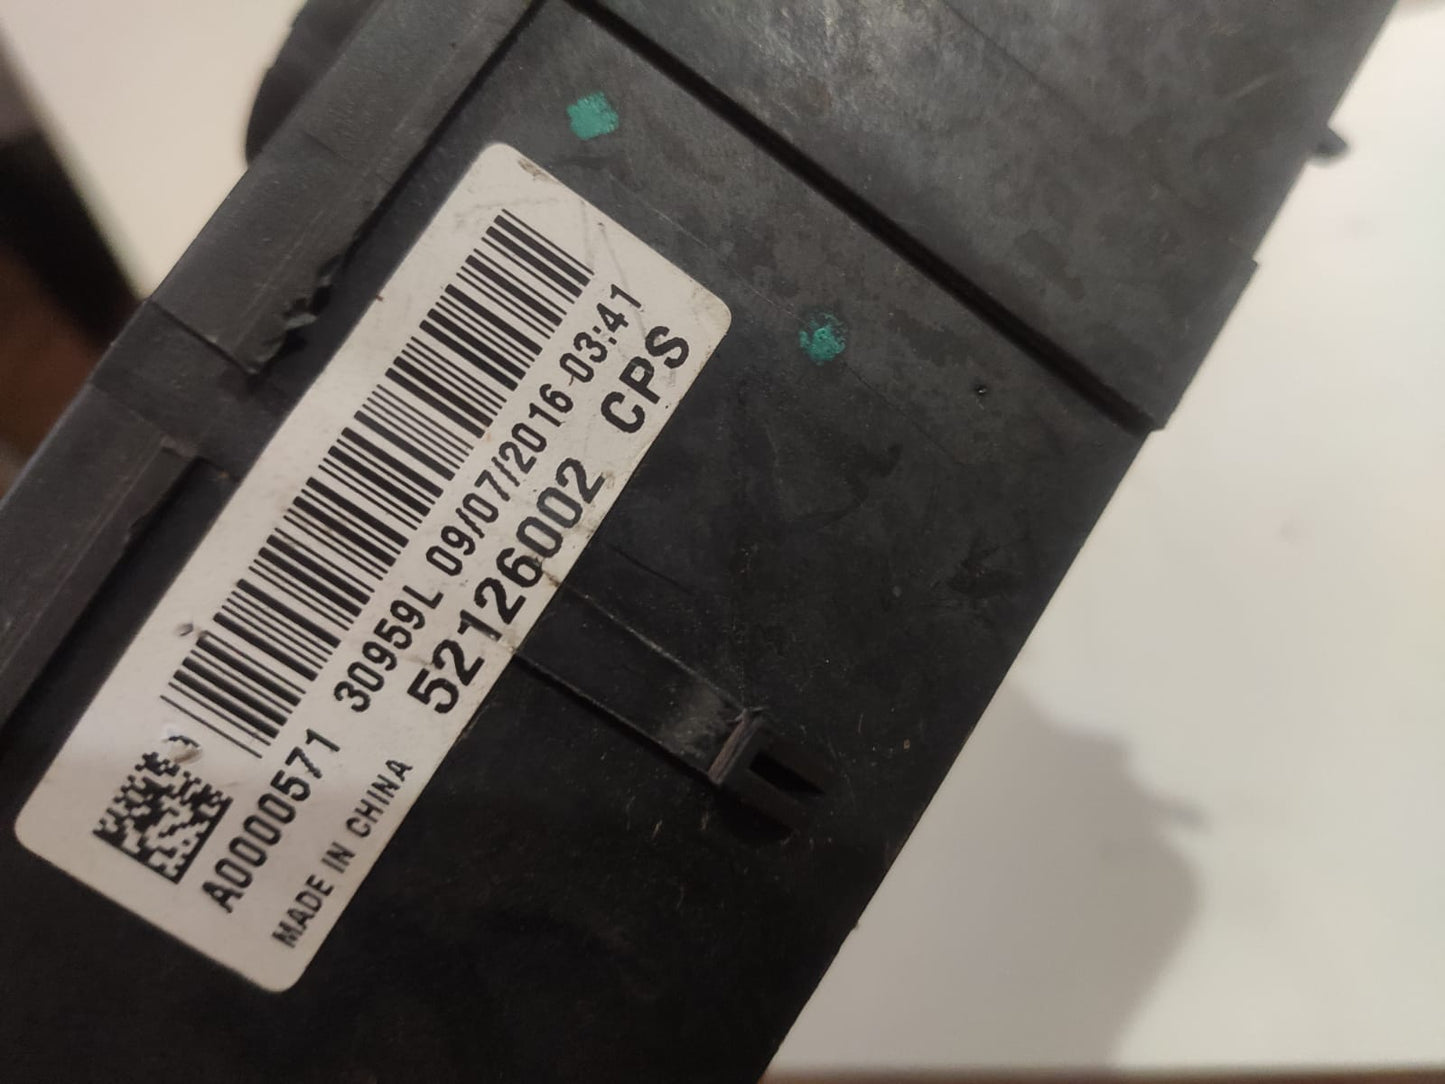 A0000571 30959L 09/07/2016 03:41
MADE IN CHINA 52126002 CPS